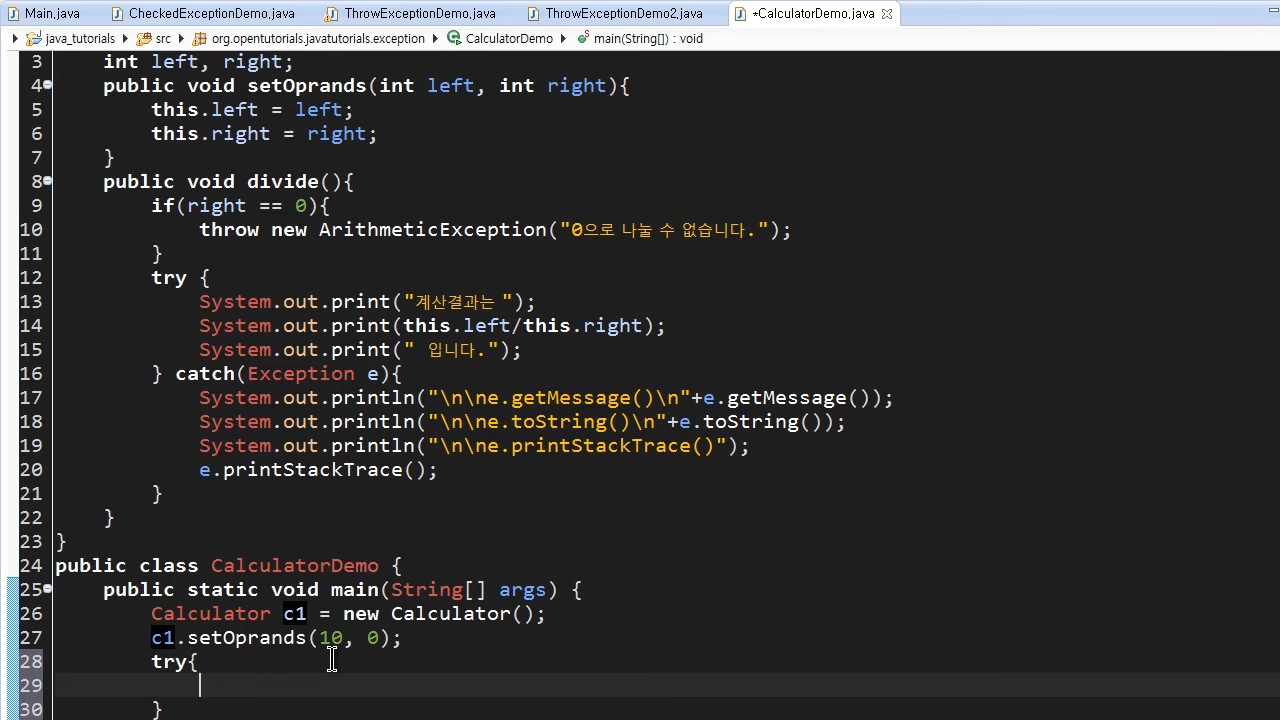 Main.java CheckedExceptionDemo.java ThrowExceptionDemo.java ThrowExceptionDemo2.java *CalculatorDemo.java
java_tutorials src org.opentutorials.javatutorials.exception CalculatorDemo main(String[]) : void
3 int left, right;
4 public void setOprands(int left, int right){
5 this.left = left;
6 this.right = right;
7 }
8 public void divide(){
9 if(right == 0){
10 throw new ArithmeticException("0으로 나눌 수 없습니다.");
11 }
12 try {
13 System.out.print("계산결과는 ");
14 System.out.print(this.left/this.right);
15 System.out.print(" 입니다.");
16 } catch(Exception e){
17 System.out.println("\n\ne.getMessage()\n"+e.getMessage());
18 System.out.println("\n\ne.toString()\n"+e.toString());
19 System.out.println("\n\ne.printStackTrace()");
20 e.printStackTrace();
21 }
22 }
23 }
24 public class CalculatorDemo {
25 public static void main(String[] args) {
26 Calculator c1 = new Calculator();
27 c1.setOprands(10, 0);
28 try{
29
30 }